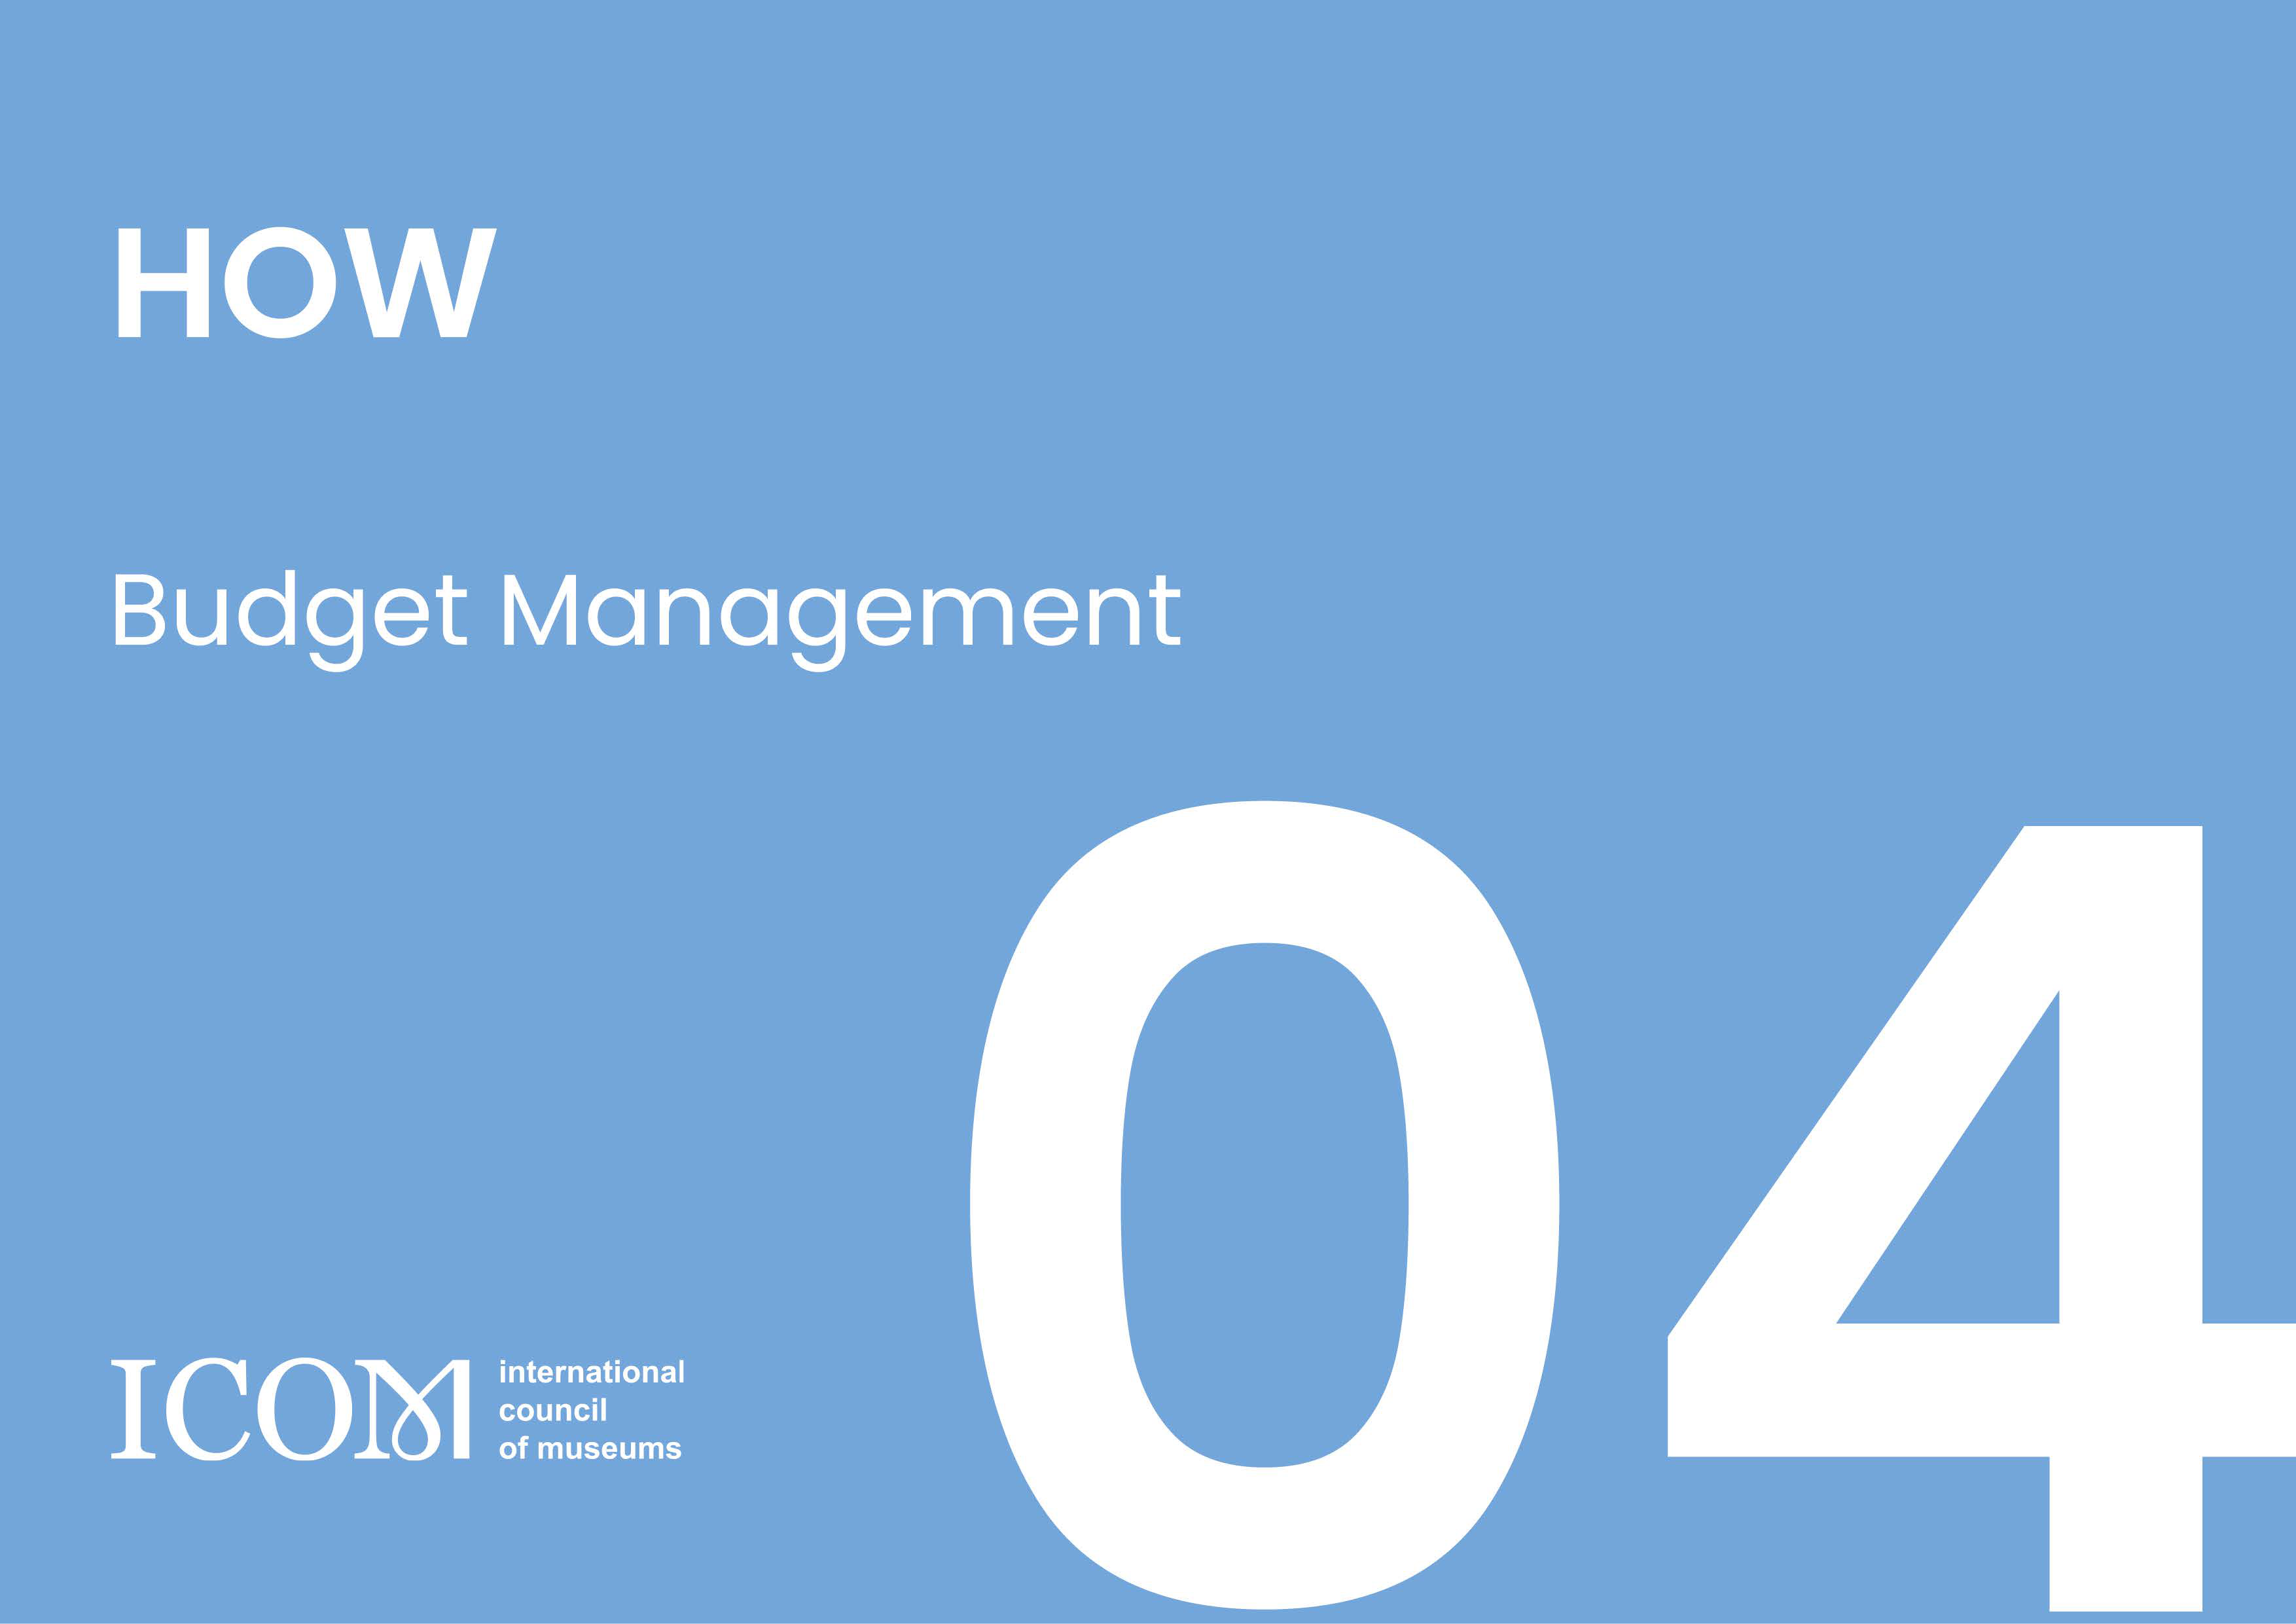 HOW
Budget Management
04
ICOM
international
council
of museums